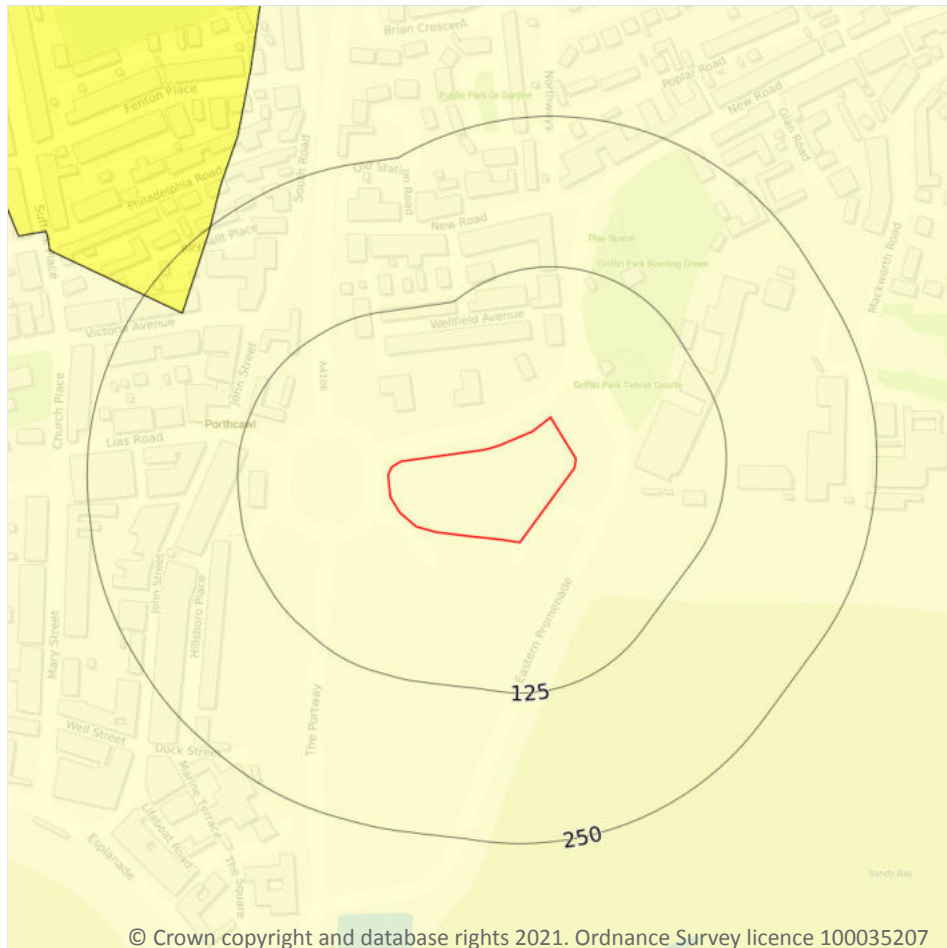 Brian Crescent
Poplar Road
Fenton Place
Public Park Or Garden
Northways
New Road
Glan Road
South Road
Old Station Road
Philadelphia Road
New Road
Suffolk Place
Play Space
Griffin Park Bowling Green
Mackworth Road
Victoria Avenue
Wellfield Avenue
John Street
A4106
Church Place
Griffin Park Tennis Courts
Porthcawl
Lias Road
John Street
Hillsboro Place
Mary Street
Eastern Promenade
125
The Portway
Well Street
Dock Street
Marine Terrace
Lifeboat Road
Esplanade
The Square
250
Sandy Bay
© Crown copyright and database rights 2021. Ordnance Survey licence 100035207